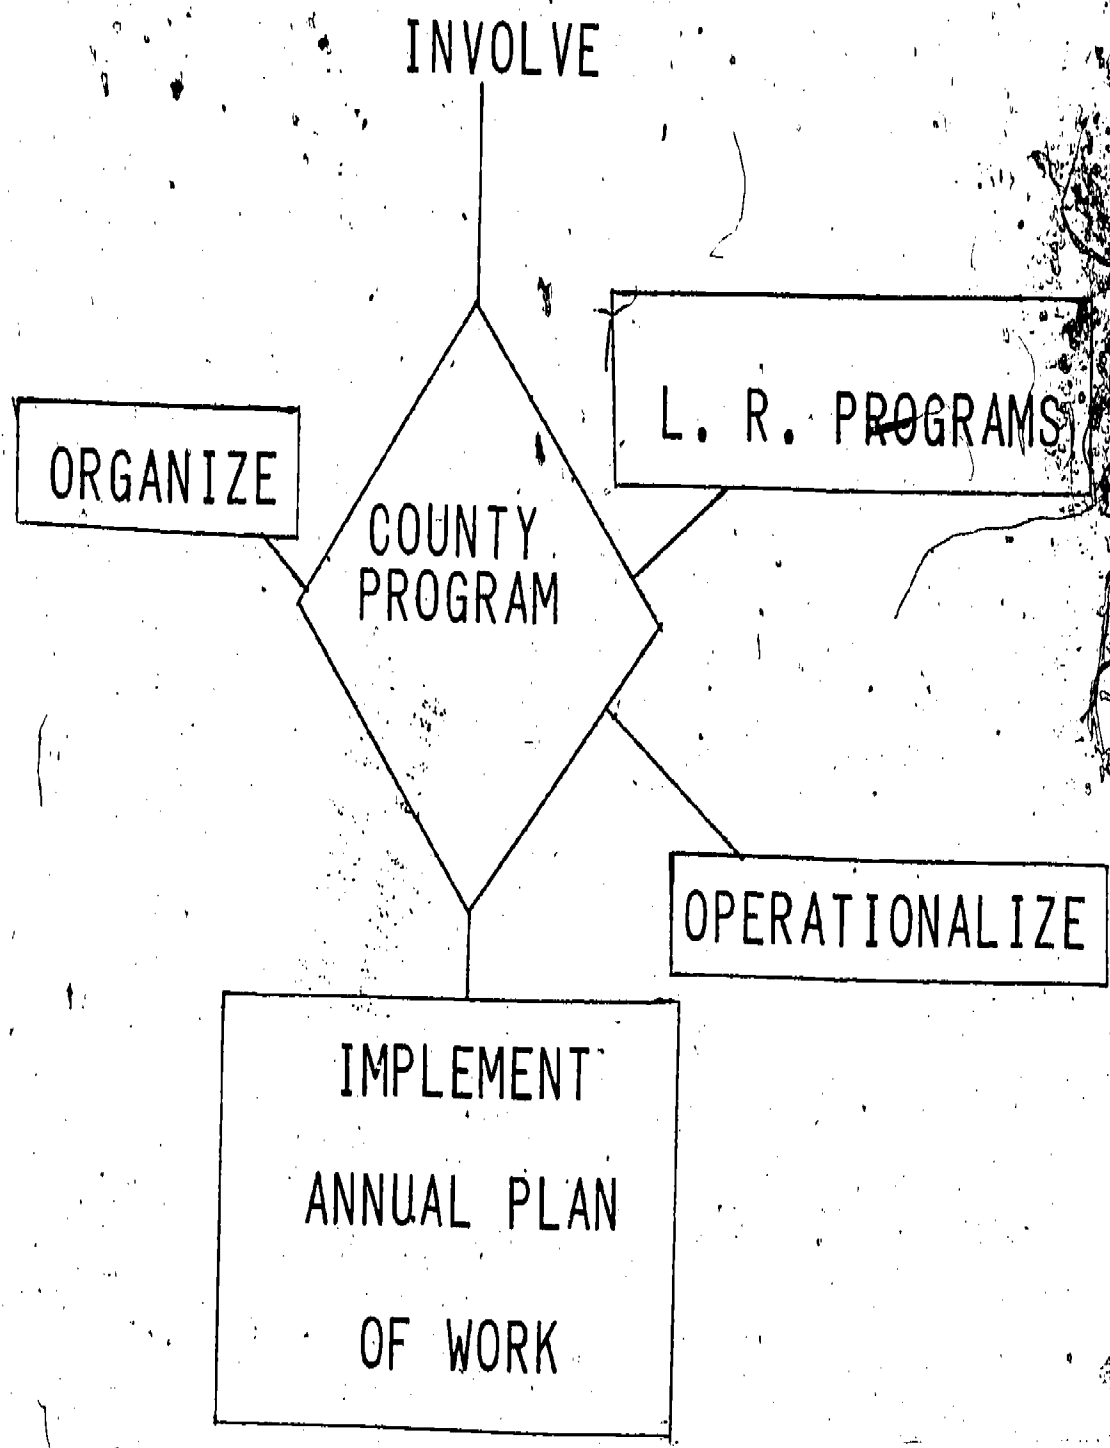 INVOLVE
L. R. PROGRAMS
ORGANIZE
COUNTY
PROGRAM
OPERATIONALIZE
IMPLEMENT
ANNUAL PLAN
OF WORK